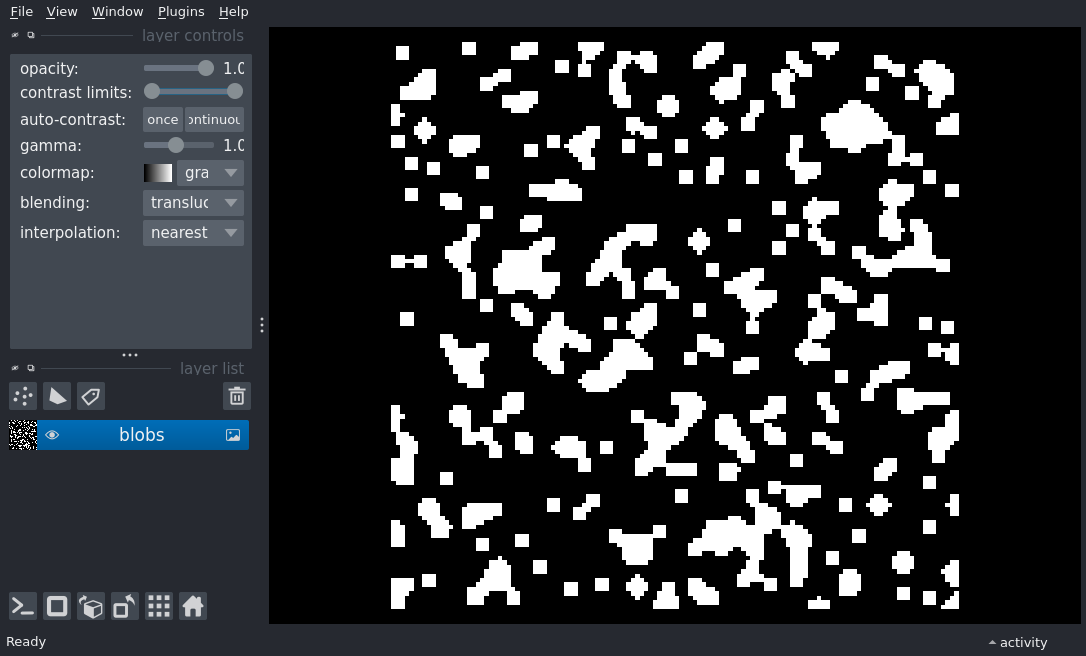 File View Window Plugins Help
layer controls
opacity: 1.0
contrast limits:
auto-contrast: once ontinuou
gamma: 1.0
colormap: gra
blending: transluc
interpolation: nearest
layer list
blobs
Ready
activity